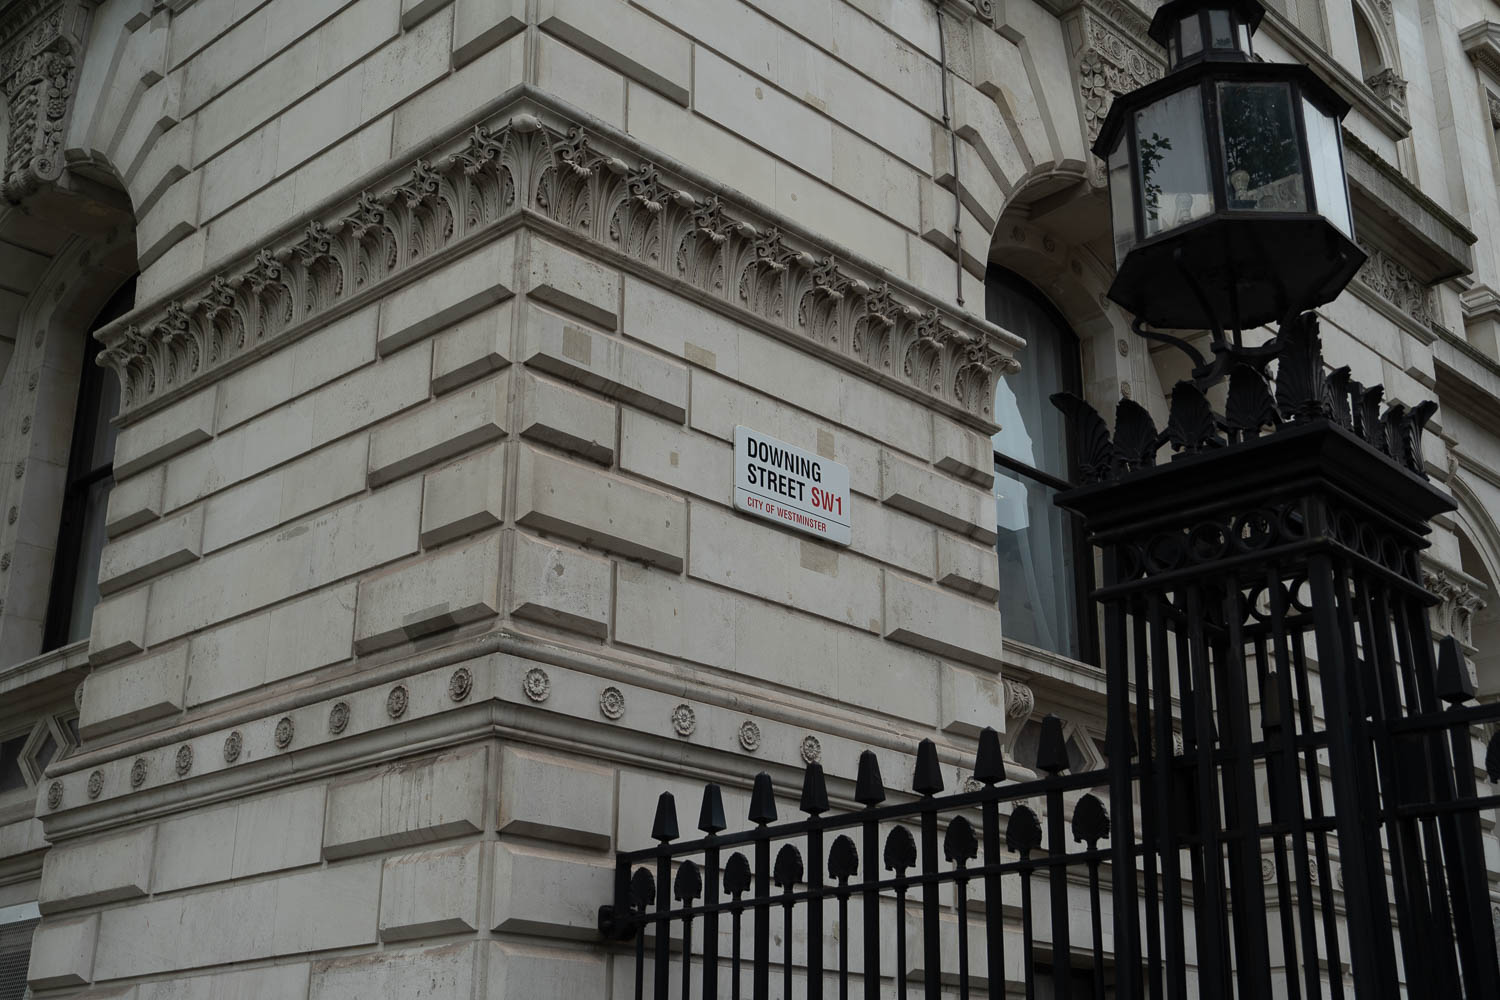 DOWNING
STREET SW1
CITY OF WESTMINSTER